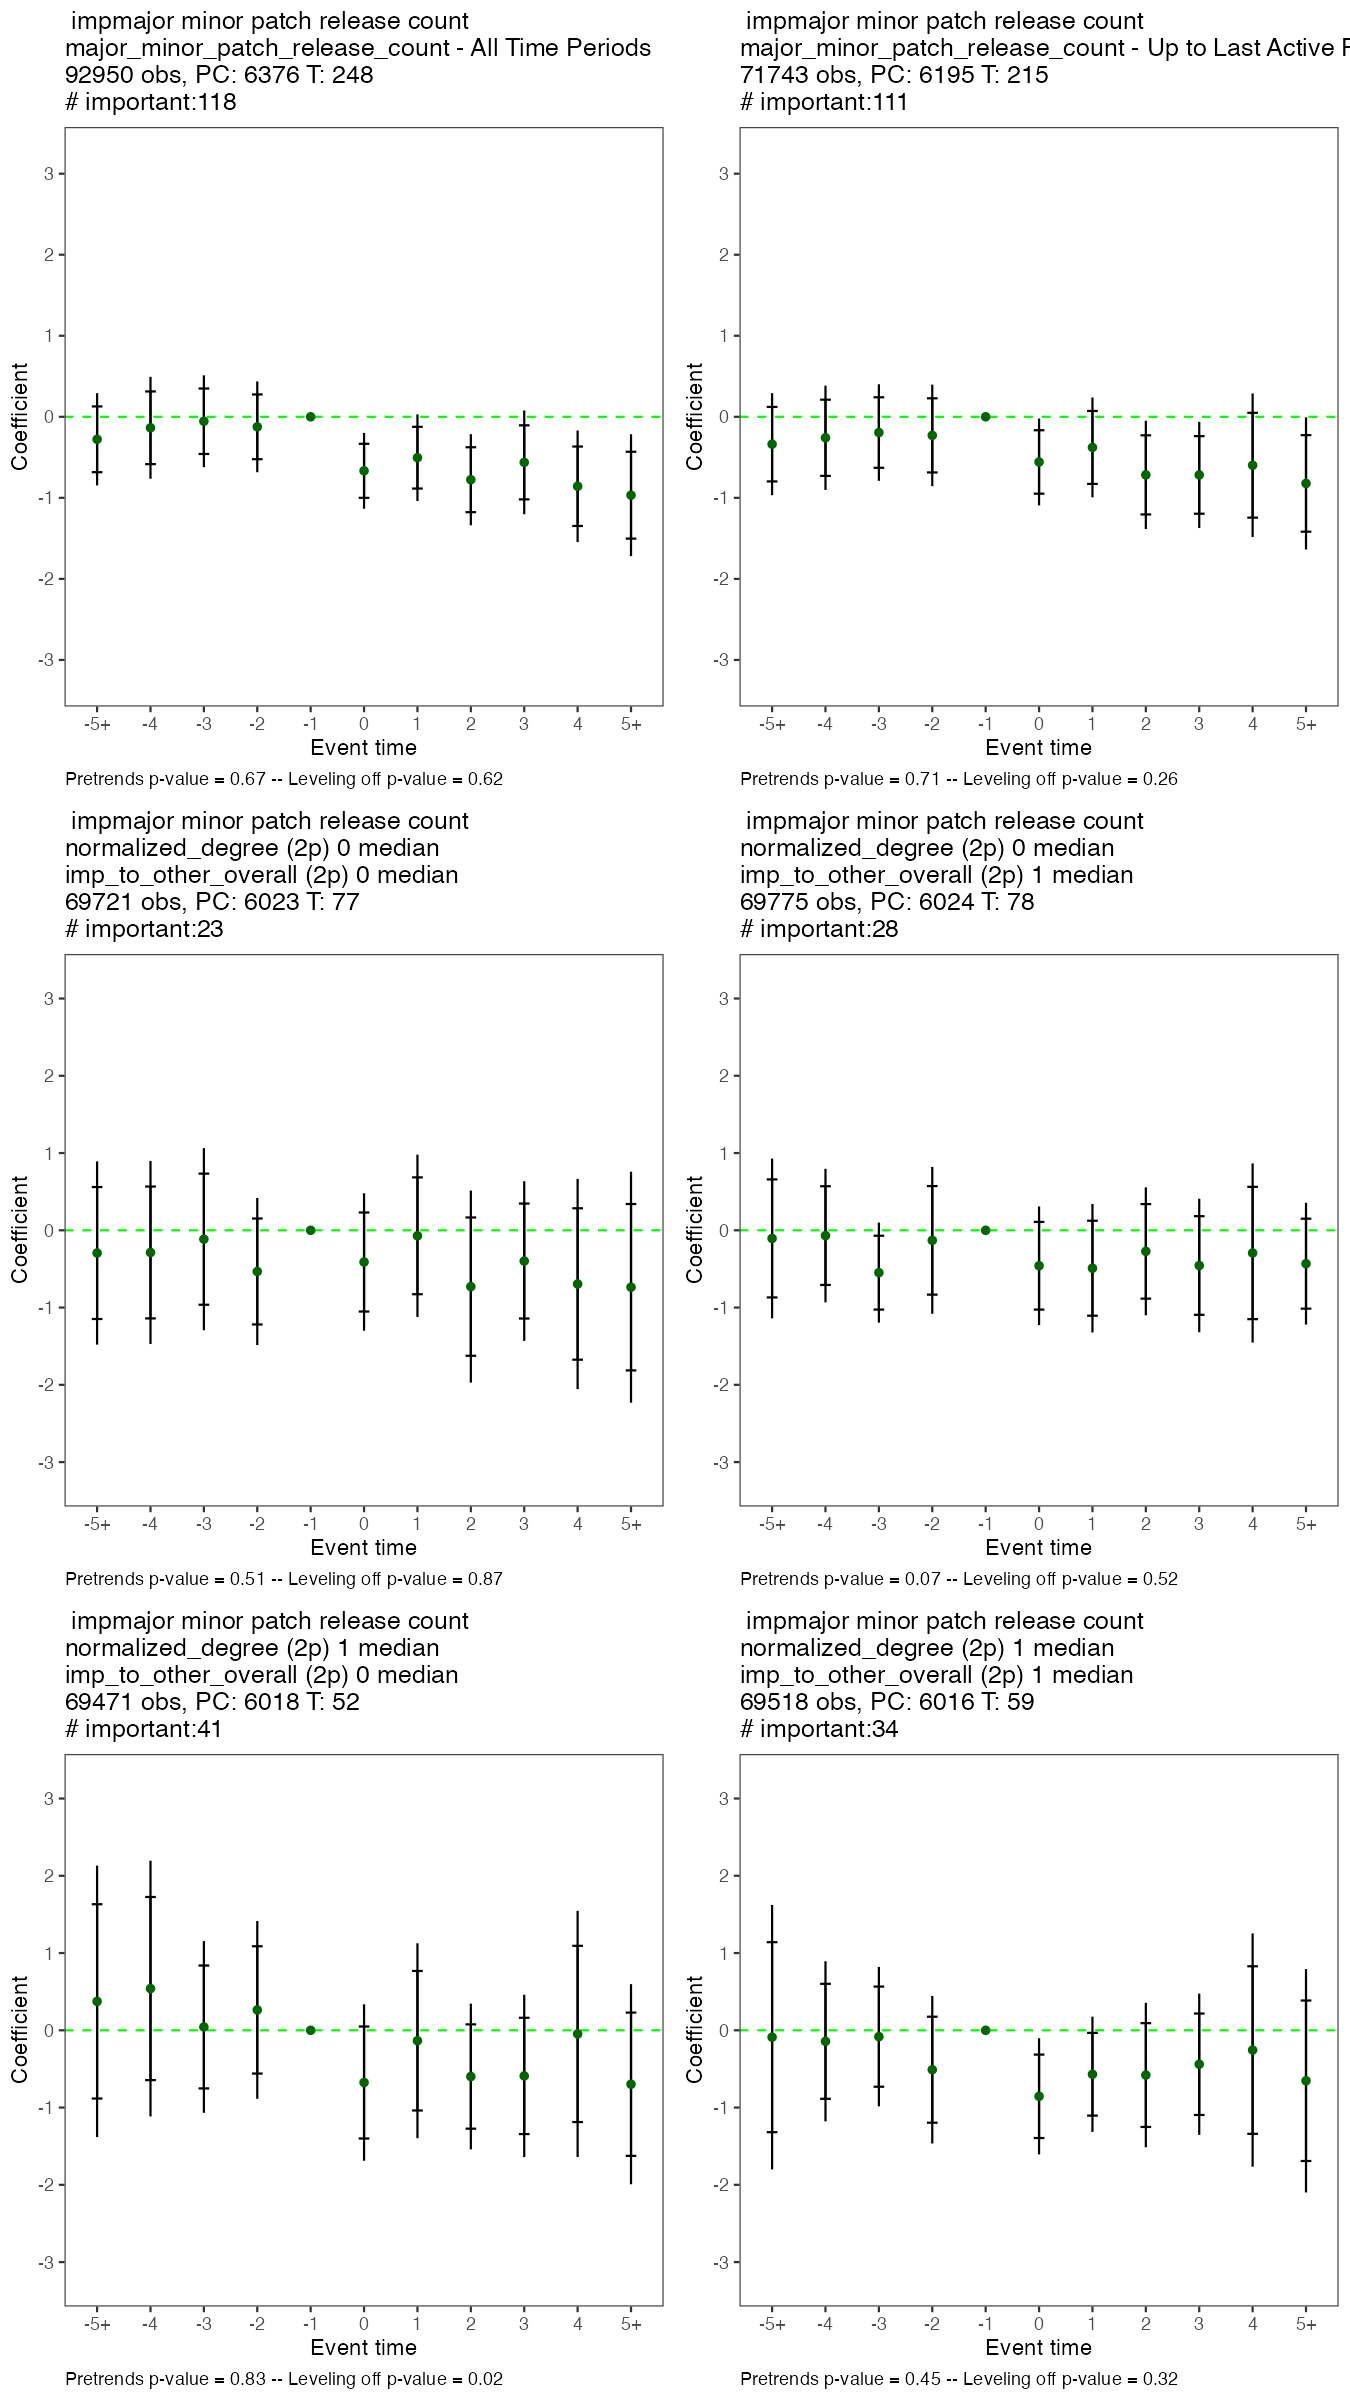 impmajor minor patch release count
major_minor_patch_release_count - All Time Periods
92950 obs, PC: 6376 T: 248
# important:118
3
2
1
0
-1
-2
-3
Coefficient
-5+ -4 -3 -2 -1 0 1 2 3 4 5+
Event time
Pretrends p-value = 0.67 -- Leveling off p-value = 0.62
impmajor minor patch release count
major_minor_patch_release_count - Up to Last Active
71743 obs, PC: 6195 T: 215
# important:111
3
2
1
0
-1
-2
-3
Coefficient
-5+ -4 -3 -2 -1 0 1 2 3 4 5+
Event time
Pretrends p-value = 0.71 -- Leveling off p-value = 0.26
impmajor minor patch release count
normalized_degree (2p) 0 median
imp_to_other_overall (2p) 0 median
69721 obs, PC: 6023 T: 77
# important:23
3
2
1
0
-1
-2
-3
Coefficient
-5+ -4 -3 -2 -1 0 1 2 3 4 5+
Event time
Pretrends p-value = 0.51 -- Leveling off p-value = 0.87
impmajor minor patch release count
normalized_degree (2p) 0 median
imp_to_other_overall (2p) 1 median
69775 obs, PC: 6024 T: 78
# important:28
3
2
1
0
-1
-2
-3
Coefficient
-5+ -4 -3 -2 -1 0 1 2 3 4 5+
Event time
Pretrends p-value = 0.07 -- Leveling off p-value = 0.52
impmajor minor patch release count
normalized_degree (2p) 1 median
imp_to_other_overall (2p) 0 median
69471 obs, PC: 6018 T: 52
# important:41
3
2
1
0
-1
-2
-3
Coefficient
-5+ -4 -3 -2 -1 0 1 2 3 4 5+
Event time
Pretrends p-value = 0.83 -- Leveling off p-value = 0.02
impmajor minor patch release count
normalized_degree (2p) 1 median
imp_to_other_overall (2p) 1 median
69518 obs, PC: 6016 T: 59
# important:34
3
2
1
0
-1
-2
-3
Coefficient
-5+ -4 -3 -2 -1 0 1 2 3 4 5+
Event time
Pretrends p-value = 0.45 -- Leveling off p-value = 0.32